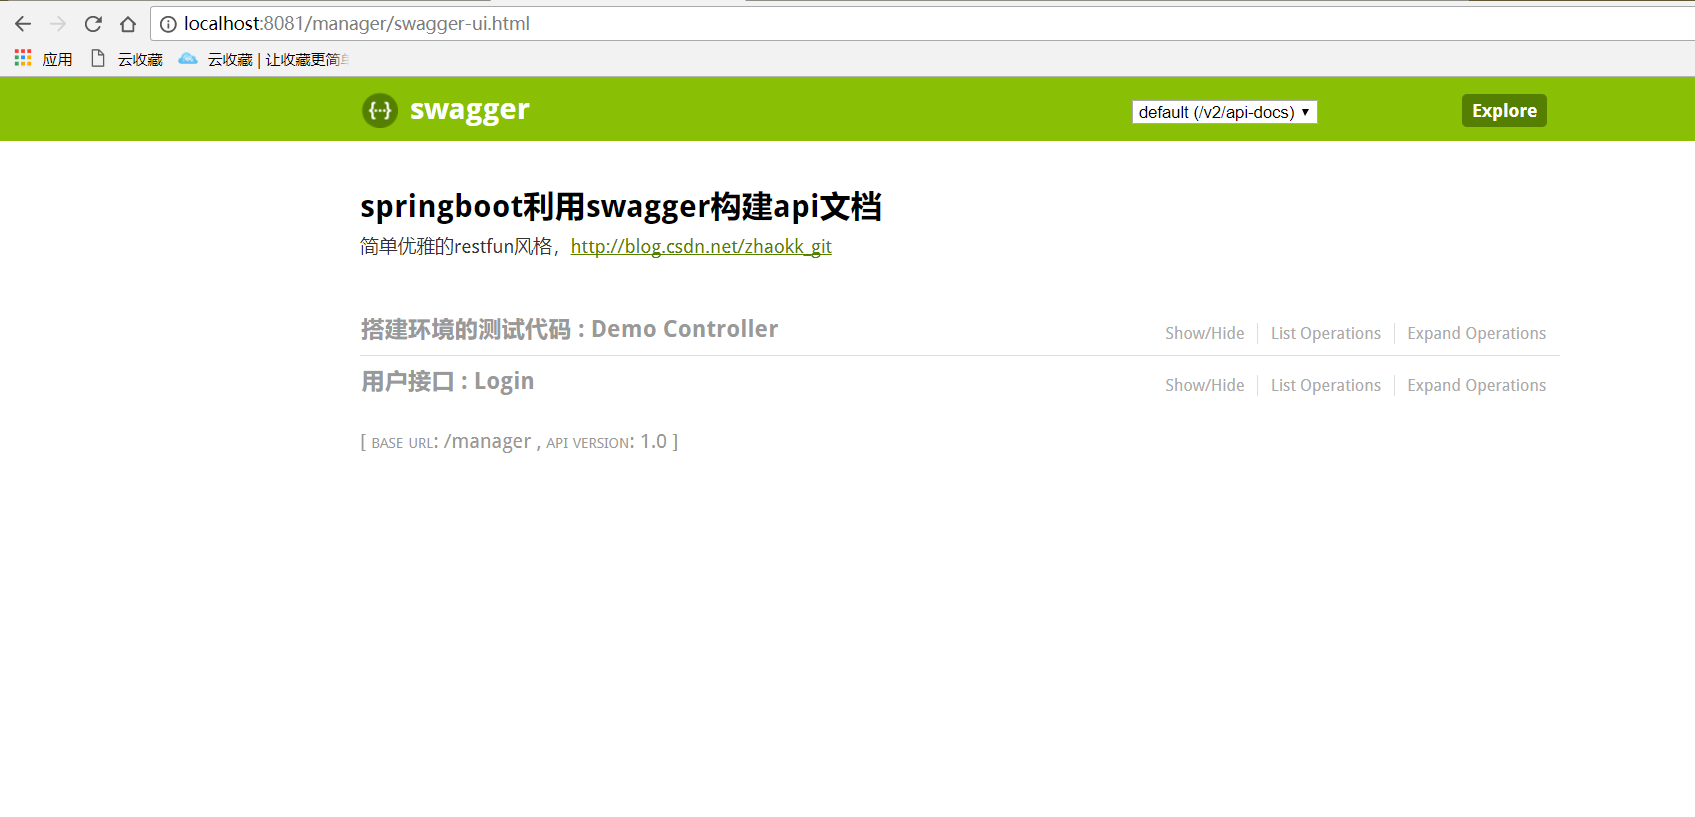 localhost:8081/manager/swagger-ui.html
应用 云收藏 云收藏 | 让收藏更简单
{···} swagger default (/v2/api-docs) Explore
springboot利用swagger构建api文档
简单优雅的restfun风格，http://blog.csdn.net/zhaokk_git
搭建环境的测试代码 : Demo Controller Show/Hide List Operations Expand Operations
用户接口 : Login Show/Hide List Operations Expand Operations
[ BASE URL: /manager , API VERSION: 1.0 ]